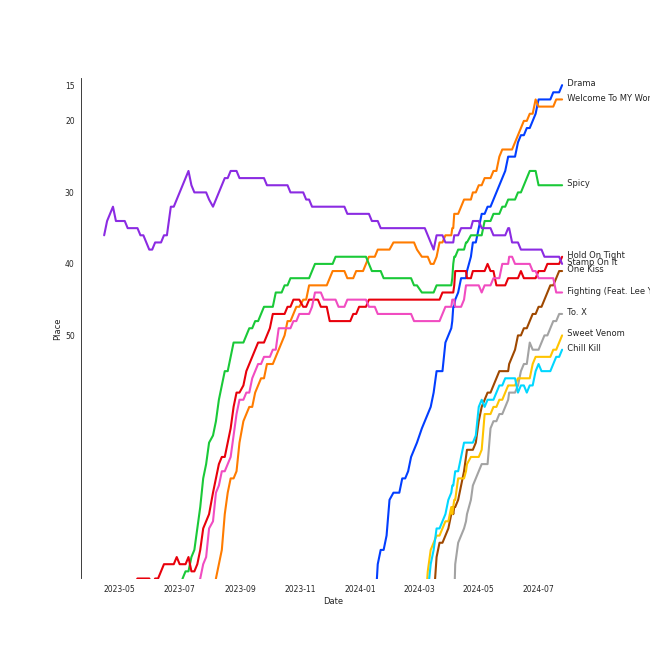 15
20
30
40
50
Place
2023-05
2023-07
2023-09
2023-11
2024-01
2024-03
2024-05
2024-07
Date
Drama
Welcome To MY Wor
Spicy
Hold On Tight
Stamp On It
One Kiss
Fighting (Feat. Lee Y
To. X
Sweet Venom
Chill Kill